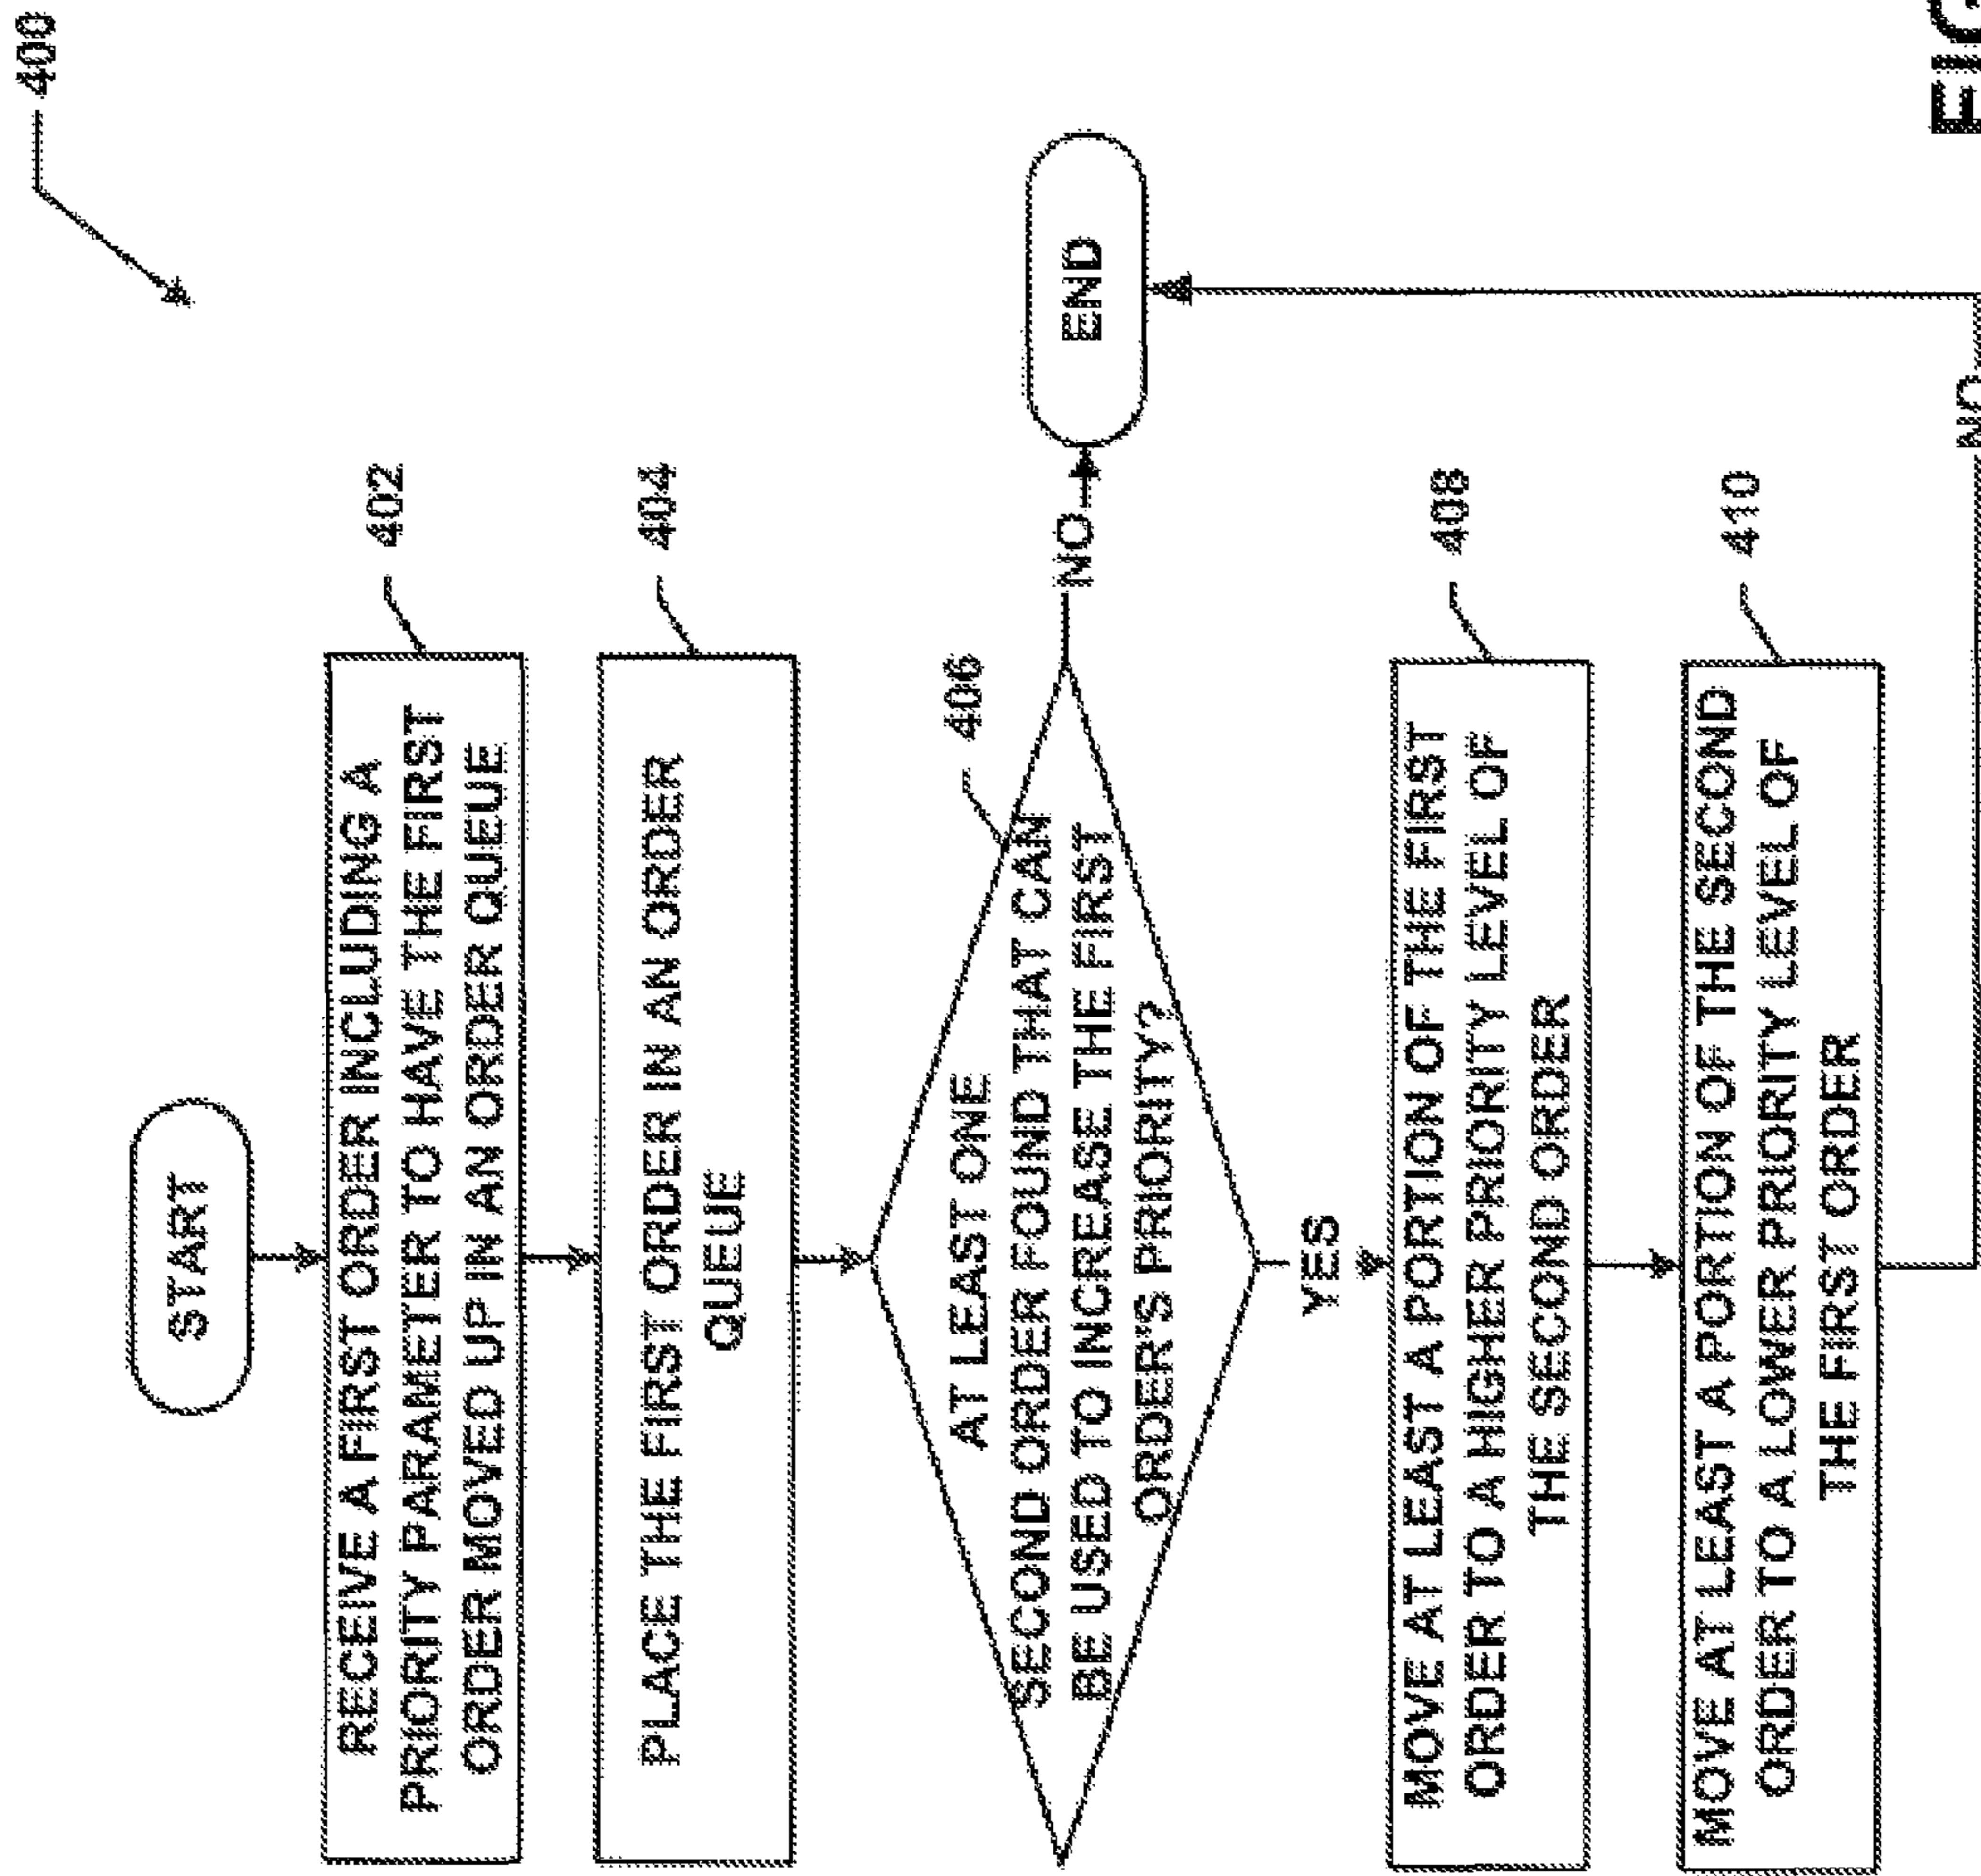 400
START
RECEIVE A FIRST ORDER INCLUDING A
PRIORITY PARAMETER TO HAVE THE FIRST
ORDER MOVED UP IN AN ORDER QUEUE
402
PLACE THE FIRST ORDER IN AN ORDER
QUEUE
404
AT LEAST ONE
SECOND ORDER FOUND THAT CAN
BE USED TO INCREASE THE FIRST
ORDER'S PRIORITY?
406
NO
END
YES
MOVE AT LEAST A PORTION OF THE FIRST
ORDER TO A HIGHER PRIORITY LEVEL OF
THE SECOND ORDER
408
MOVE AT LEAST A PORTION OF THE SECOND
ORDER TO A LOWER PRIORITY LEVEL OF
THE FIRST ORDER
410
NO